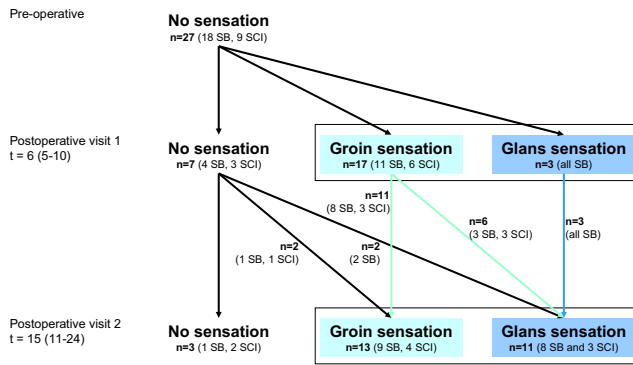 Pre-operative
No sensation
n=27 (18 SB, 9 SCI)
Postoperative visit 1
t = 6 (5-10)
No sensation
n=7 (4 SB, 3 SCI)
Groin sensation
n=17 (11 SB, 6 SCI)
Glans sensation
n=3 (all SB)
n=11
(8 SB, 3 SCI)
n=6
(3 SB, 3 SCI)
n=3
(all SB)
n=2
(1 SB, 1 SCI)
n=2
(2 SB)
Postoperative visit 2
t = 15 (11-24)
No sensation
n=3 (1 SB, 2 SCI)
Groin sensation
n=13 (9 SB, 4 SCI)
Glans sensation
n=11 (8 SB and 3 SCI)